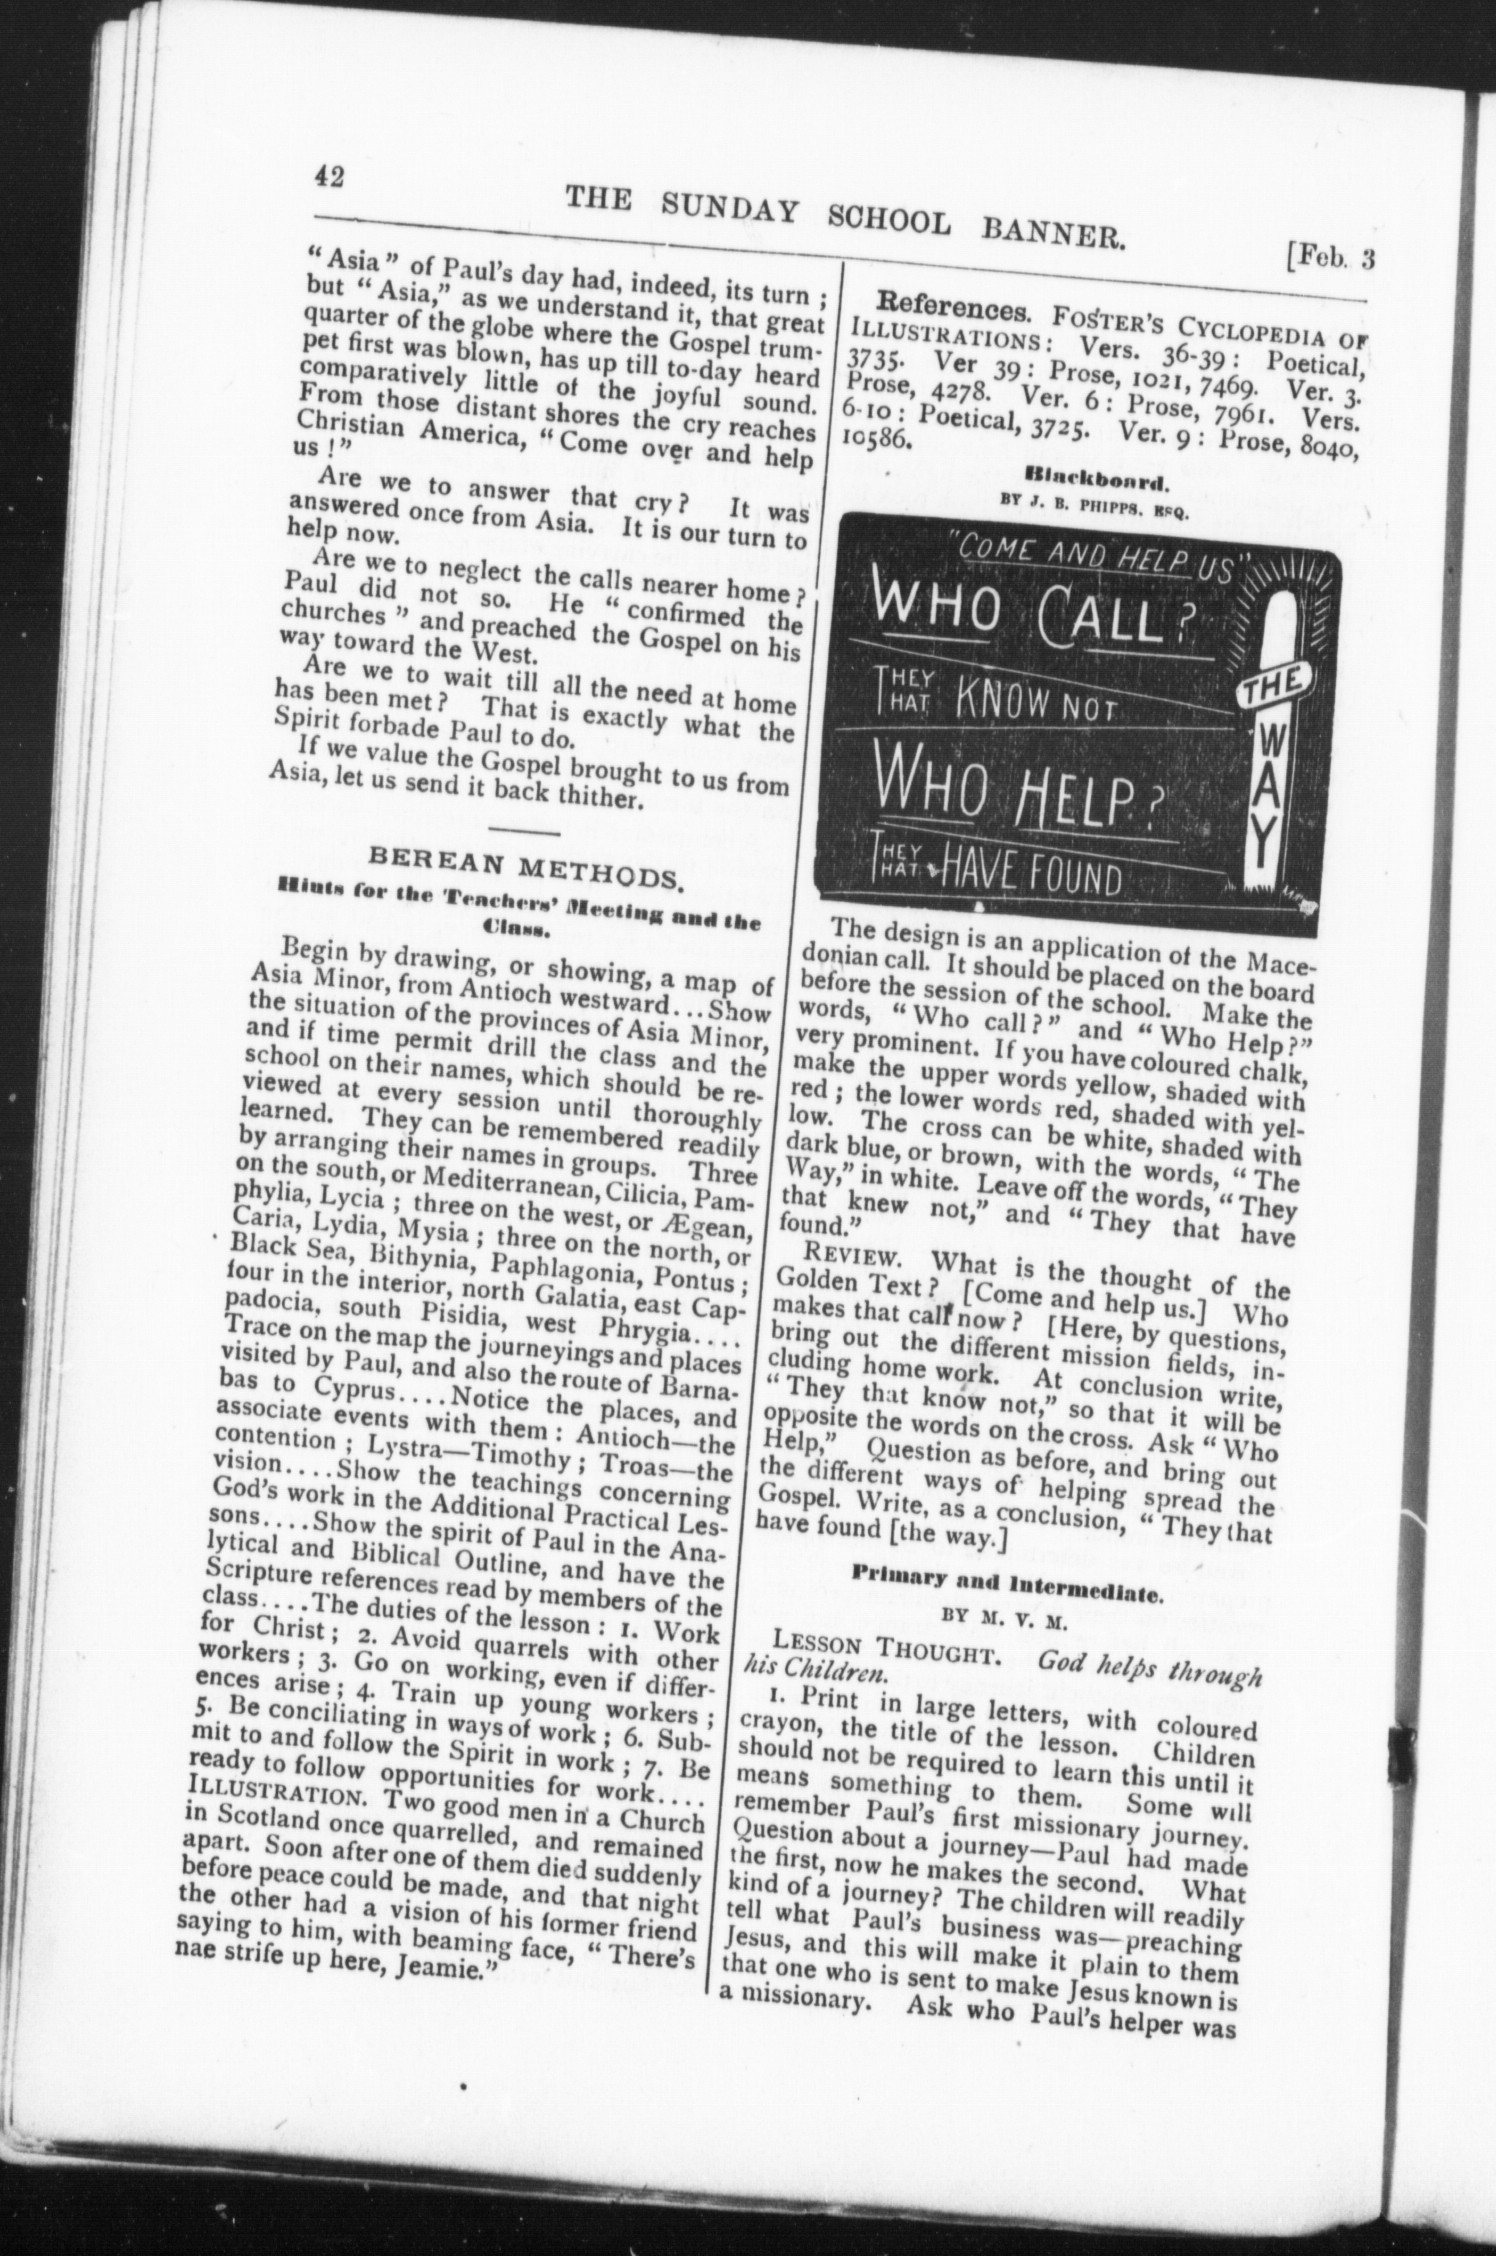 42
THE SUNDAY SCHOOL BANNER.
[Feb. 3
“Asia” of Paul’s day had, indeed, its turn ;
but “Asia,” as we understand it, that great
quarter of the globe where the Gospel trum-
pet first was blown, has up till to-day heard
comparatively little of the joyful sound.
From those distant shores the cry reaches
Christian America, “Come over and help
us !”
Are we to answer that cry? It was
answered once from Asia. It is our turn to
help now.
Are we to neglect the calls nearer home?
Paul did not so. He “confirmed the
churches” and preached the Gospel on his
way toward the West.
Are we to wait till all the need at home
has been met? That is exactly what the
Spirit forbade Paul to do.
If we value the Gospel brought to us from
Asia, let us send it back thither.
BEREAN METHODS.
Hints for the Teachers’ Meeting and the
Class.
Begin by drawing, or showing, a map of
Asia Minor, from Antioch westward...Show
the situation of the provinces of Asia Minor,
and if time permit drill the class and the
school on their names, which should be re-
viewed at every session until thoroughly
learned. They can be remembered readily
by arranging their names in groups. Three
on the south, or Mediterranean, Cilicia, Pam-
phylia, Lycia ; three on the west, or Ægean,
Caria, Lydia, Mysia ; three on the north, or
Black Sea, Bithynia, Paphlagonia, Pontus ;
four in the interior, north Galatia, east Cap-
padocia, south Pisidia, west Phrygia....
Trace on the map the journeyings and places
visited by Paul, and also the route of Barna-
bas to Cyprus....Notice the places, and
associate events with them : Antioch—the
contention ; Lystra—Timothy ; Troas—the
vision....Show the teachings concerning
God’s work in the Additional Practical Les-
sons....Show the spirit of Paul in the Ana-
lytical and Biblical Outline, and have the
Scripture references read by members of the
class....The duties of the lesson : 1. Work
for Christ ; 2. Avoid quarrels with other
workers ; 3. Go on working, even if differ-
ences arise ; 4. Train up young workers ;
5. Be conciliating in ways of work ; 6. Sub-
mit to and follow the Spirit in work ; 7. Be
ready to follow opportunities for work....
ILLUSTRATION. Two good men in a Church
in Scotland once quarrelled, and remained
apart. Soon after one of them died suddenly
before peace could be made, and that night
the other had a vision of his former friend
saying to him, with beaming face, “There’s
nae strife up here, Jeamie.”
References. FOSTER’S CYCLOPEDIA OF
ILLUSTRATIONS : Vers. 36-39 : Poetical,
3735. Ver 39 : Prose, 1021, 7469. Ver. 3.
Prose, 4278. Ver. 6 : Prose, 7961. Vers.
6-10 : Poetical, 3725. Ver. 9 : Prose, 8040,
10586.
Blackboard.
BY J. B. PHIPPS, ESQ.
"COME AND HELP US"
WHO CALL?
THEY THAT KNOW NOT
WHO HELP?
THEY THAT HAVE FOUND
THE
WAY
The design is an application of the Mace-
donian call. It should be placed on the board
before the session of the school. Make the
words, “Who call?” and “Who Help?”
very prominent. If you have coloured chalk,
make the upper words yellow, shaded with
red ; the lower words red, shaded with yel-
low. The cross can be white, shaded with
dark blue, or brown, with the words, “The
Way,” in white. Leave off the words, “They
that knew not,” and “They that have
found.”
REVIEW. What is the thought of the
Golden Text? [Come and help us.] Who
makes that call now? [Here, by questions,
bring out the different mission fields, in-
cluding home work. At conclusion write,
“They that know not,” so that it will be
opposite the words on the cross. Ask “Who
Help,” Question as before, and bring out
the different ways of helping spread the
Gospel. Write, as a conclusion, “They that
have found [the way.]
Primary and Intermediate.
BY M. V. M.
LESSON THOUGHT. God helps through
his Children.
1. Print in large letters, with coloured
crayon, the title of the lesson. Children
should not be required to learn this until it
means something to them. Some will
remember Paul’s first missionary journey.
Question about a journey—Paul had made
the first, now he makes the second. What
kind of a journey? The children will readily
tell what Paul’s business was—preaching
Jesus, and this will make it plain to them
that one who is sent to make Jesus known is
a missionary. Ask who Paul’s helper was